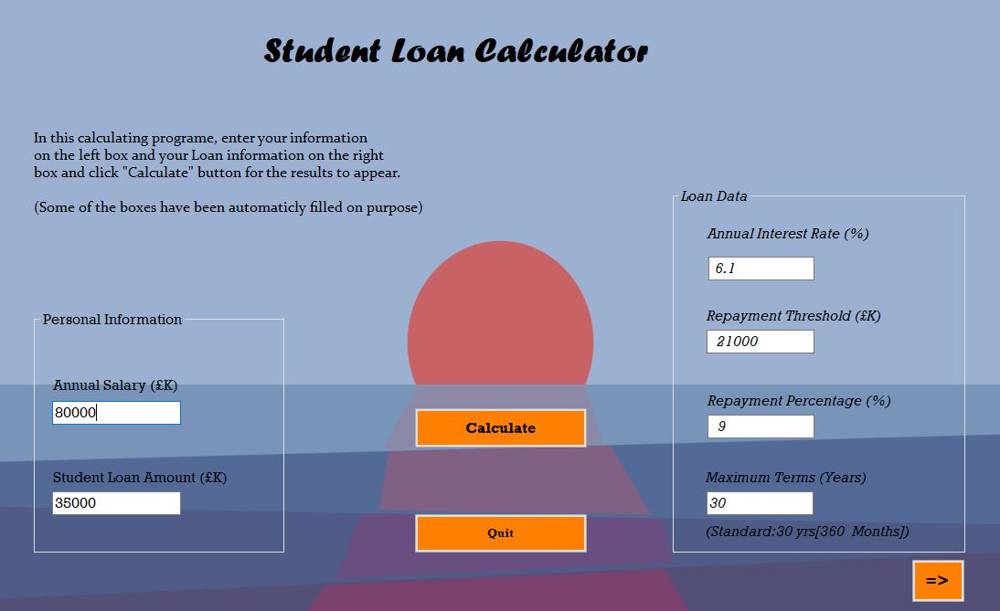 Student Loan Calculator
In this calculating programe, enter your information
on the left box and your Loan information on the right
box and click "Calculate" button for the results to appear.
(Some of the boxes have been automaticly filled on purpose)
Personal Information
Annual Salary (£K)
80000
Student Loan Amount (£K)
35000
Calculate
Quit
Loan Data
Annual Interest Rate (%)
6.1
Repayment Threshold (£K)
21000
Repayment Percentage (%)
9
Maximum Terms (Years)
30
(Standard:30 yrs[360 Months])
=>